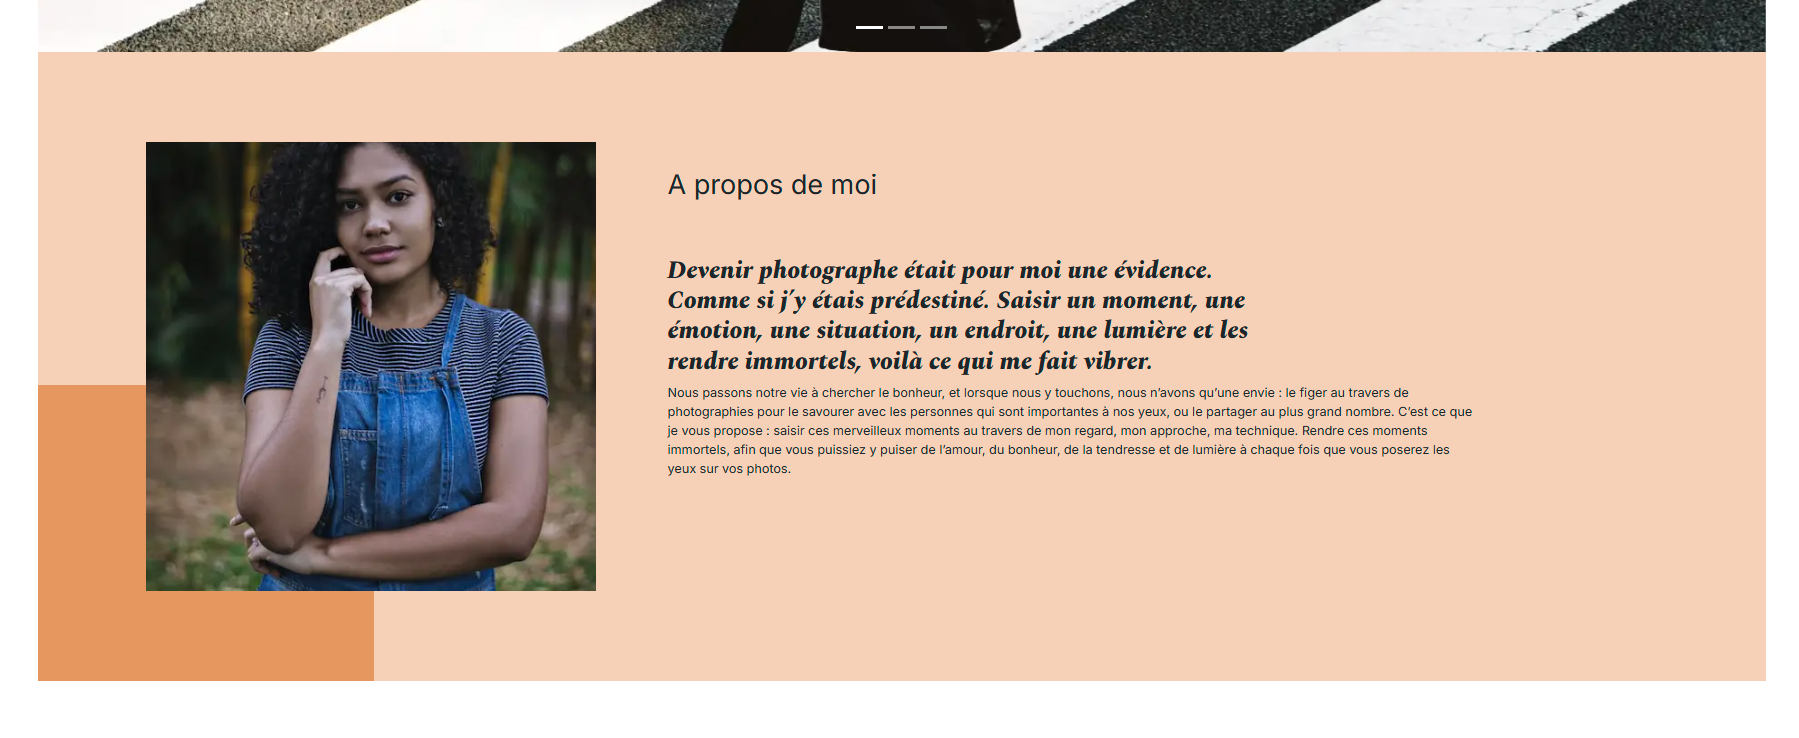 A propos de moi
Devenir photographe était pour moi une évidence.
Comme si j’y étais prédestiné. Saisir un moment, une
émotion, une situation, un endroit, une lumière et les
rendre immortels, voilà ce qui me fait vibrer.
Nous passons notre vie à chercher le bonheur, et lorsque nous y touchons, nous n’avons qu’une envie : le figer au travers de
photographies pour le savourer avec les personnes qui sont importantes à nos yeux, ou le partager au plus grand nombre. C’est ce que
je vous propose : saisir ces merveilleux moments au travers de mon regard, mon approche, ma technique. Rendre ces moments
immortels, afin que vous puissiez y puiser de l’amour, du bonheur, de la tendresse et de lumière à chaque fois que vous poserez les
yeux sur vos photos.